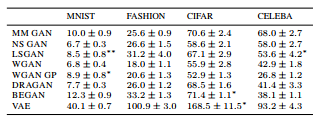 MNIST FASHION CIFAR CELEBA
MM GAN 10.0 ± 0.9 25.6 ± 0.9 70.6 ± 2.4 68.0 ± 2.7
NS GAN 6.7 ± 0.3 26.6 ± 1.5 58.6 ± 2.1 58.0 ± 2.7
LSGAN 8.5 ± 0.8** 31.2 ± 4.0 67.1 ± 2.9 53.6 ± 4.2*
WGAN 6.4 ± 0.4 18.0 ± 1.1 55.9 ± 2.8 42.9 ± 1.8
WGAN GP 8.9 ± 0.8* 20.6 ± 1.3 52.9 ± 1.3 26.8 ± 1.2
DRAGAN 7.7 ± 0.3 26.0 ± 1.2 68.5 ± 1.6 41.4 ± 3.3
BEGAN 12.3 ± 0.9 33.2 ± 1.3 71.4 ± 1.1* 38.1 ± 1.1
VAE 40.1 ± 0.7 100.9 ± 3.0 168.5 ± 11.5* 93.2 ± 4.3